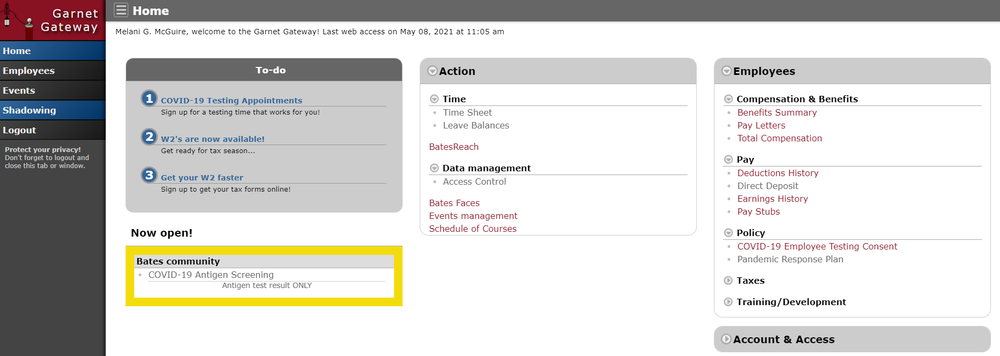 Garnet
Gateway
Home
Employees
Events
Shadowing
Logout
Protect your privacy!
Don't forget to logout and
close this tab or window.
Home
Melani G. McGuire, welcome to the Garnet Gateway! Last web access on May 08, 2021 at 11:05 am
To-do
1 COVID-19 Testing Appointments
Sign up for a testing time that works for you!
2 W2's are now available!
Get ready for tax season...
3 Get your W2 faster
Sign up to get your tax forms online!
Now open!
Bates community
COVID-19 Antigen Screening
Antigen test result ONLY
Action
Time
Time Sheet
Leave Balances
BatesReach
Data management
Access Control
Bates Faces
Events management
Schedule of Courses
Employees
Compensation & Benefits
Benefits Summary
Pay Letters
Total Compensation
Pay
Deductions History
Direct Deposit
Earnings History
Pay Stubs
Policy
COVID-19 Employee Testing Consent
Pandemic Response Plan
Taxes
Training/Development
Account & Access